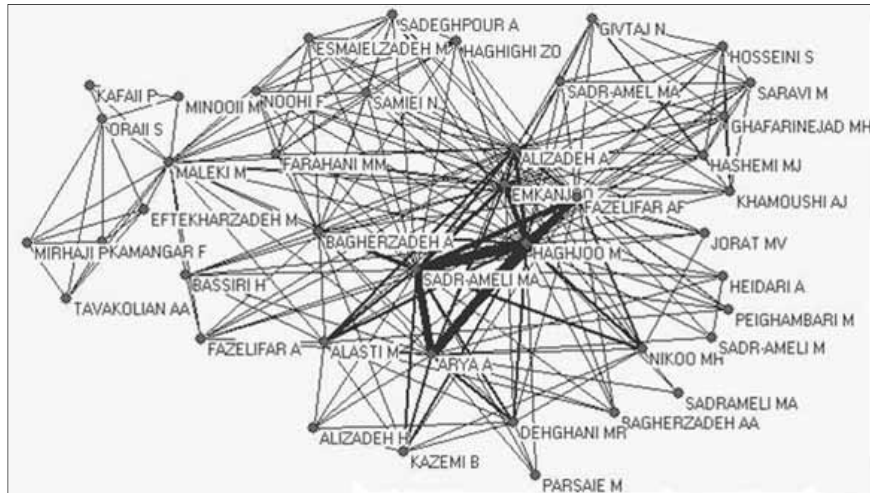 SADEGHPOUR A
GIVTAJ N
ESMAIELZADEH M
HAGHIGHI ZO
HOSSEINI S
KAFAII P
MINOOII M
NOOHI F
SAMIEI N
SADR-AMEL MA
SARAVI M
ORAII S
GHAFARINEJAD MH
MALEKI M
FARAHANI MM
ALIZADEH A
HASHEMI MJ
EMKANJOO
KHAMOUSHI AJ
EFTEKHARZADEH M
FAZELIFAR AF
MIRHAJI P
KAMANGAR F
BAGHERZADEH A
HAGHJOO M
JORAT MV
BASSIRI H
SADR-AMELI MA
HEIDARI A
TAVAKOLIAN AA
PEIGHAMBARI M
FAZELIFAR A
ALASTI M
ARYA A
NIKOO MH
SADR-AMELI M
SADRAMELI MA
ALIZADEH H
DEHGHANI MR
BAGHERZADEH AA
KAZEMI B
PARSAIE M